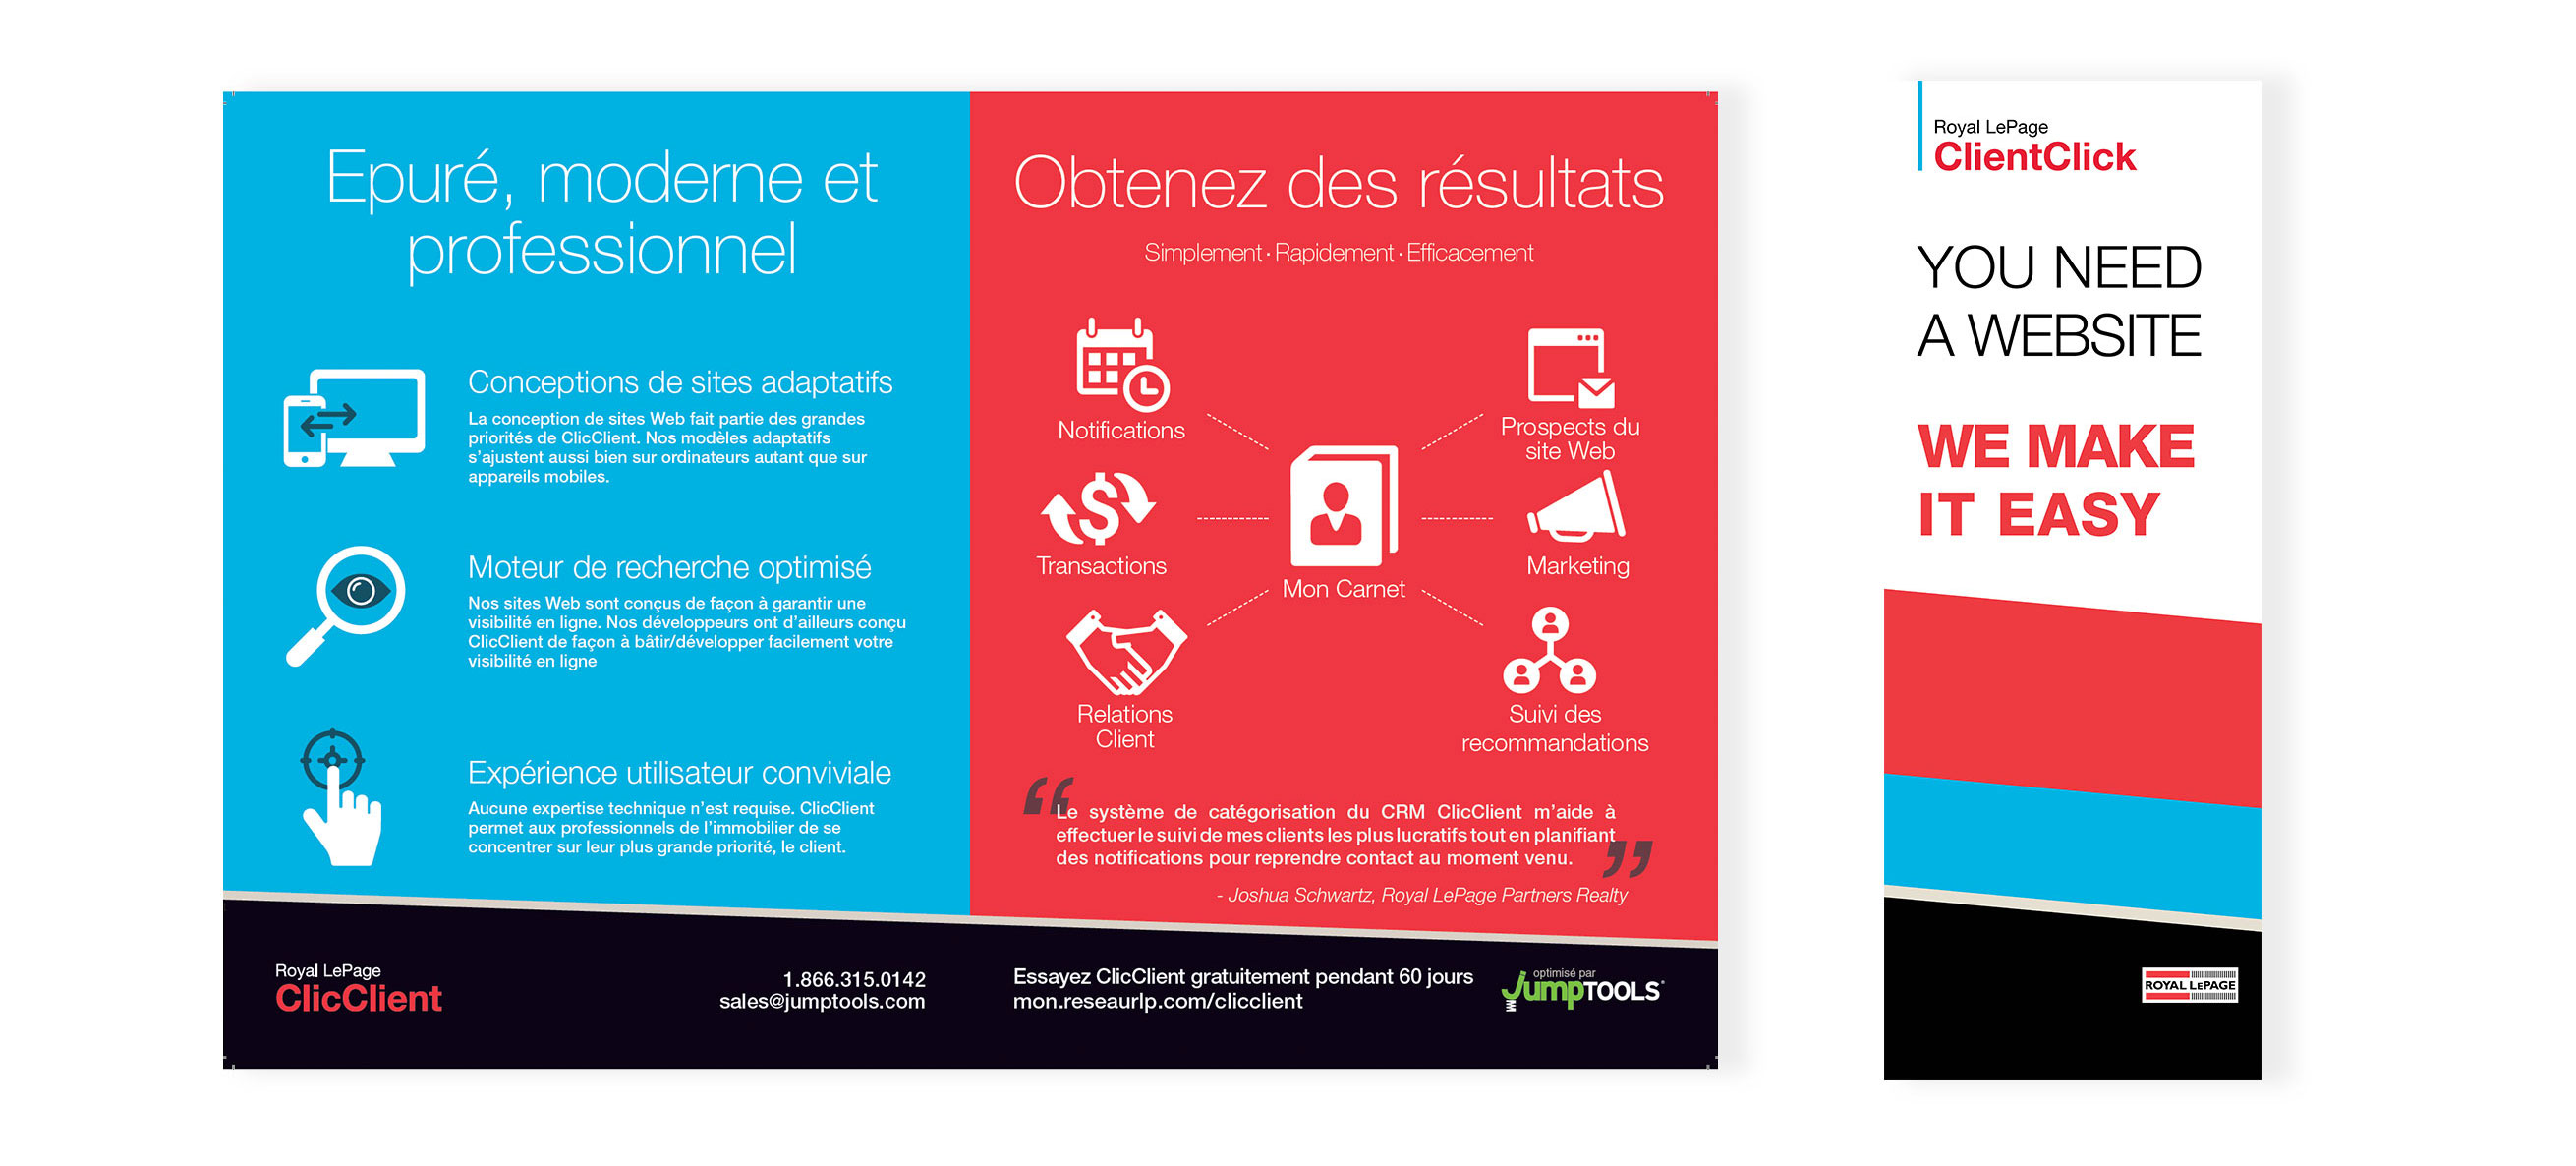 Epuré, moderne et
professionnel
Conceptions de sites adaptatifs
La conception de sites Web fait partie des grandes
priorités de ClicClient. Nos modèles adaptatifs
s'ajustent aussi bien sur ordinateurs autant que sur
appareils mobiles.
Moteur de recherche optimisé
Nos sites Web sont conçus de façon à garantir une
visibilité en ligne. Nos développeurs ont d'ailleurs conçu
ClicClient de façon à bâtir/développer facilement votre
visibilité en ligne
Expérience utilisateur conviviale
Aucune expertise technique n'est requise. ClicClient
permet aux professionnels de l'immobilier de se
concentrer sur leur plus grande priorité, le client.
Royal LePage
ClicClient
1.866.315.0142
sales@jumptools.com
Obtenez des résultats
Simplement · Rapidement · Efficacement
Notifications
Prospects du
site Web
Transactions
Mon Carnet
Marketing
Relations
Client
Suivi des
recommandations
“Le système de catégorisation du CRM ClicClient m'aide à
effectuer le suivi de mes clients les plus lucratifs tout en planifiant
des notifications pour reprendre contact au moment venu.”
- Joshua Schwartz, Royal LePage Partners Realty
Essayez ClicClient gratuitement pendant 60 jours
mon.reseaurlp.com/clicclient
optimisé par
JumpTOOLS
Royal LePage
ClientClick
YOU NEED
A WEBSITE
WE MAKE
IT EASY
ROYAL LEPAGE